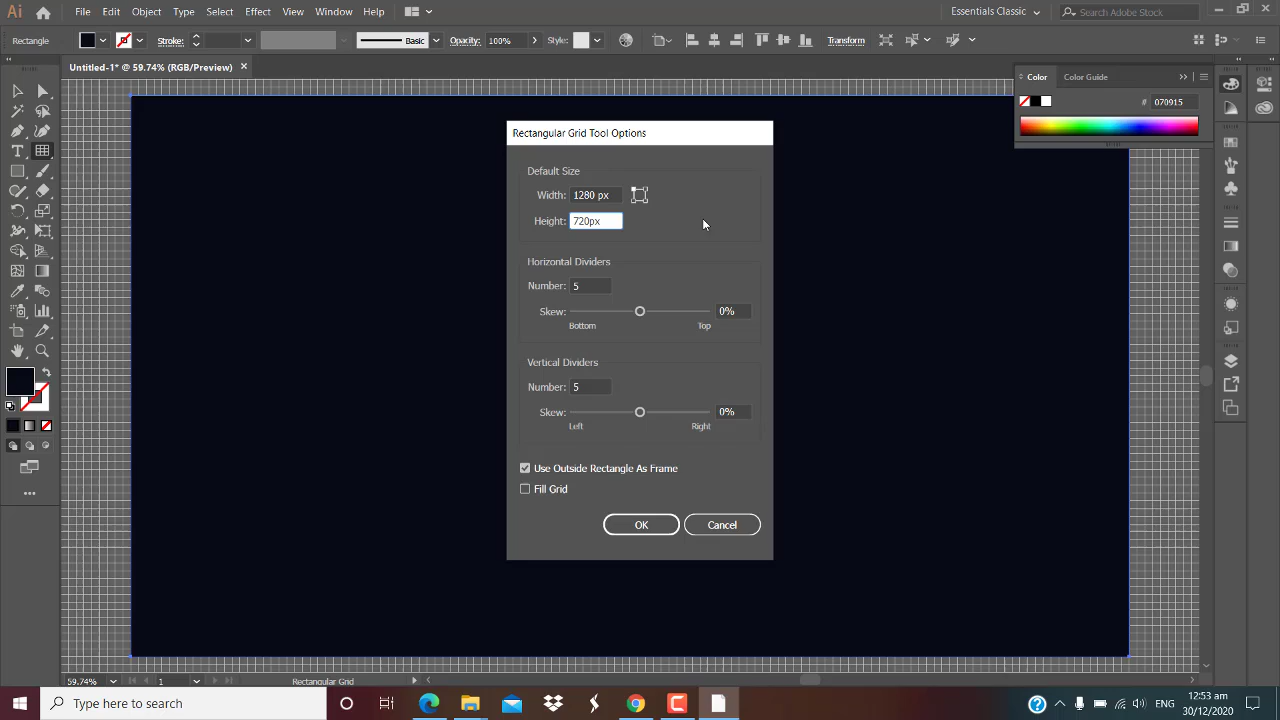 Ai File Edit Object Type Select Effect View Window Help Essentials Classic Search Adobe Stock
Rectangle Stroke: Basic Opacity: 100% Style: Transform
Untitled-1* @ 59.74% (RGB/Preview)
Color Color Guide
# 070915
Rectangular Grid Tool Options
Default Size
Width: 1280 px
Height: 720px
Horizontal Dividers
Number: 5
Skew: 0%
Bottom Top
Vertical Dividers
Number: 5
Skew: 0%
Left Right
Use Outside Rectangle As Frame
Fill Grid
OK Cancel
59.74% 1 Rectangular Grid
Type here to search
12:53 am
30/12/2020